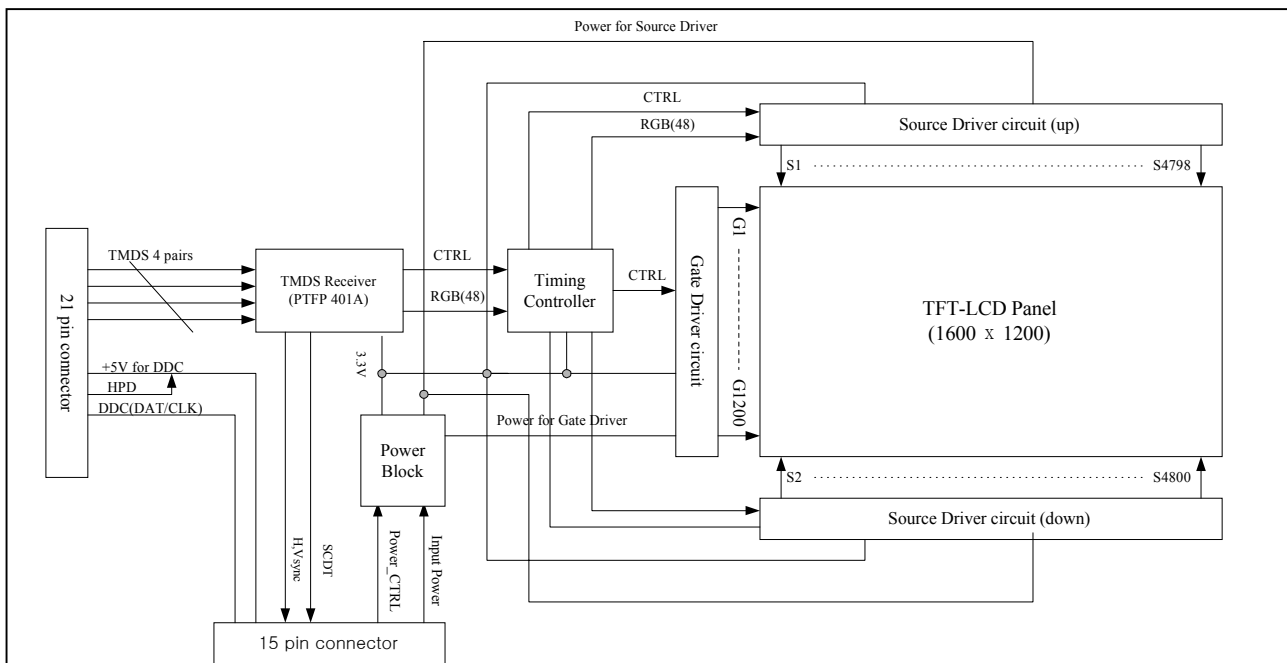 Power for Source Driver
CTRL
RGB(48)
Source Driver circuit (up)
S1
S4798
21 pin connector
TMDS 4 pairs
TMDS Receiver
(PTFP 401A)
CTRL
RGB(48)
Timing
Controller
CTRL
Gate Driver circuit
G1
G1200
TFT-LCD Panel
(1600 x 1200)
+5V for DDC
HPD
DDC(DAT/CLK)
3.3V
Power
Block
Power for Gate Driver
S2
S4800
Source Driver circuit (down)
H,Vsync
SCDT
Power_CTRL
Input Power
15 pin connector